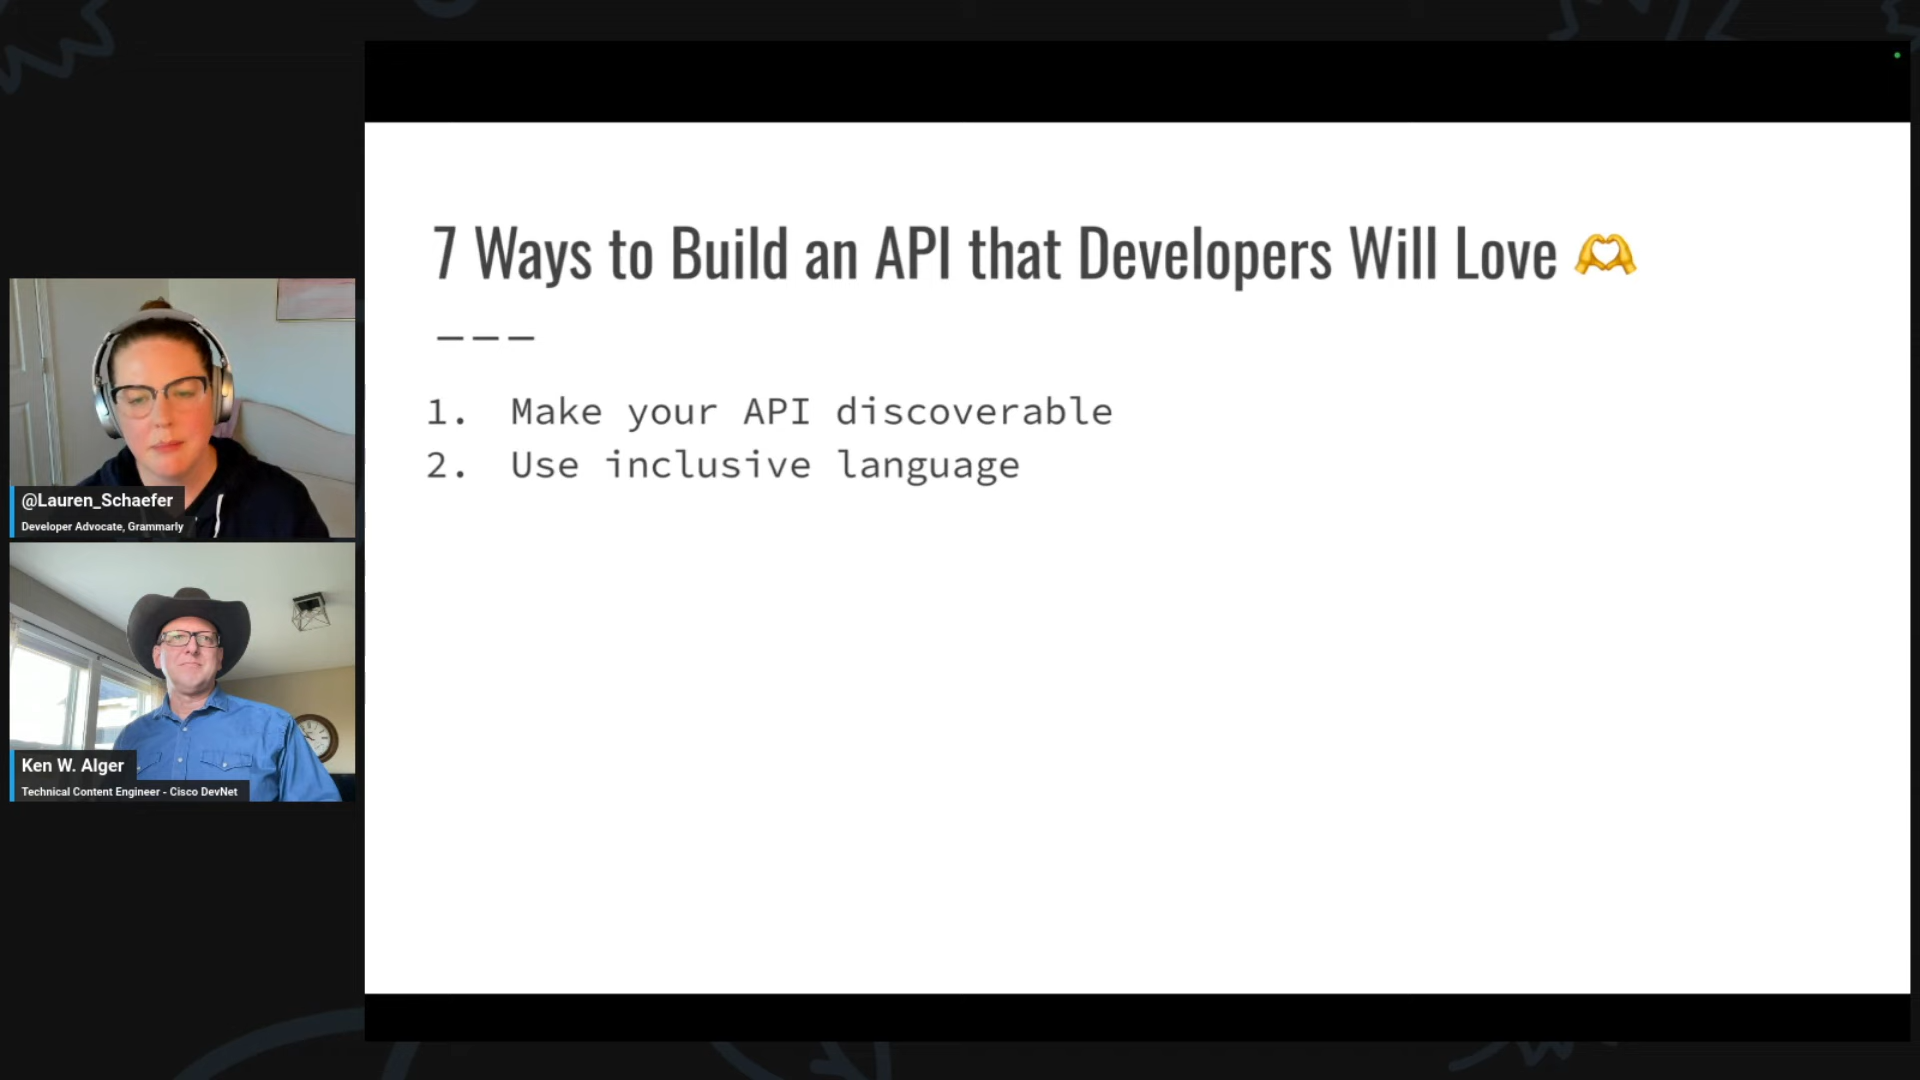 7 Ways to Build an API that Developers Will Love 🫶
———
1. Make your API discoverable
2. Use inclusive language
@Lauren_Schaefer
Developer Advocate, Grammarly
Ken W. Alger
Technical Content Engineer - Cisco DevNet